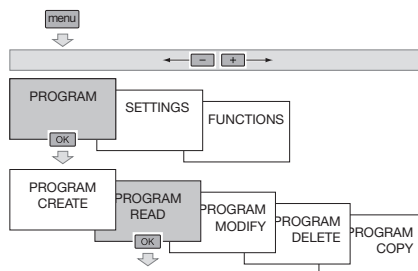 menu
− +
PROGRAM
SETTINGS
FUNCTIONS
OK
PROGRAM
CREATE
PROGRAM
READ
PROGRAM
MODIFY
PROGRAM
DELETE
PROGRAM
COPY
OK